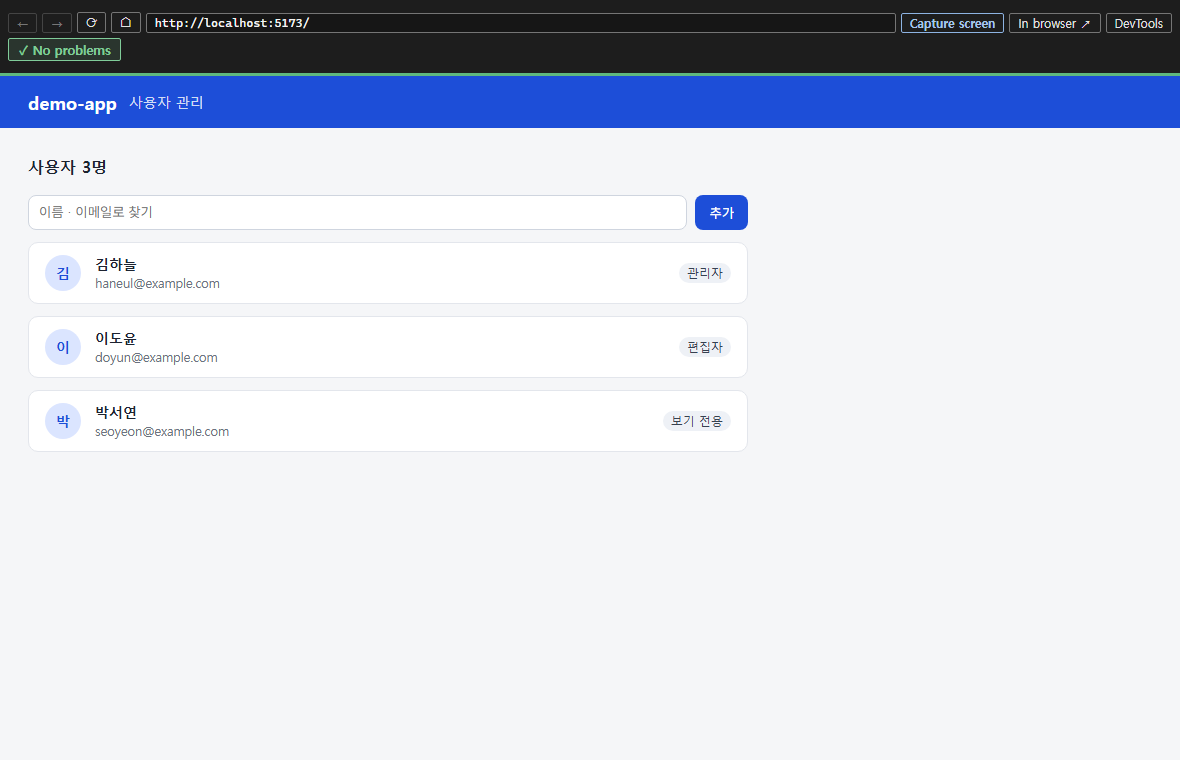 ← → ⟳ ⌂ http://localhost:5173/ Capture screen In browser ↗ DevTools
✓ No problems
demo-app 사용자 관리
사용자 3명
이름 · 이메일로 찾기 추가
김 김하늘 관리자
haneul@example.com
이 이도윤 편집자
doyun@example.com
박 박서연 보기 전용
seoyeon@example.com